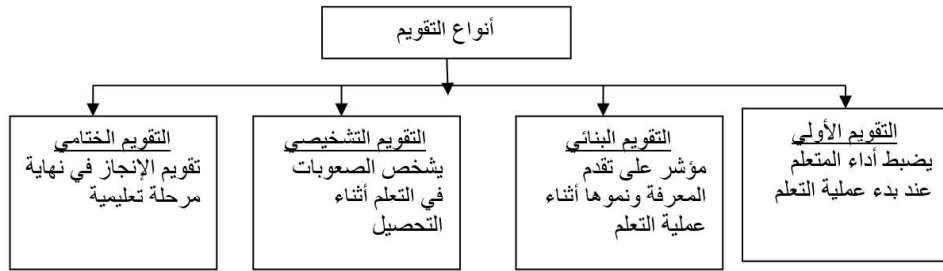 أنواع التقويم
التقويم الأولي
يضبط أداء المتعلم
عند بدء عملية التعلم
التقويم البنائي
مؤشر على تقدم
المعرفة ونموها أثناء
عملية التعلم
التقويم التشخيصي
يشخص الصعوبات
في التعلم أثناء
التحصيل
التقويم الختامي
تقويم الإنجاز في نهاية
مرحلة تعليمية